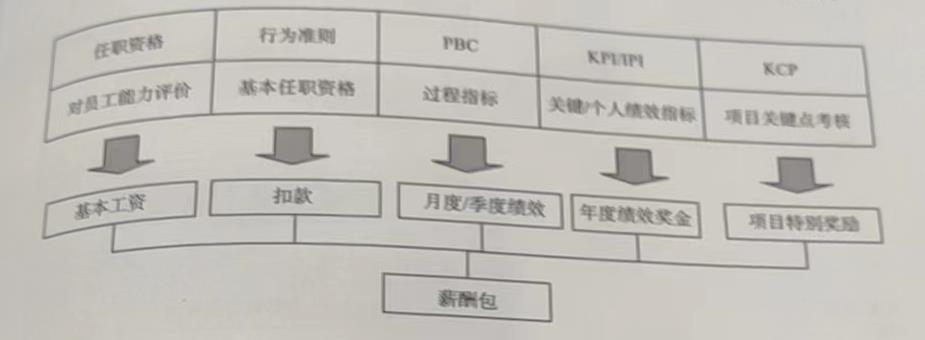 任职资格
行为准则
PBC
KPI/IPI
KCP
对员工能力评价
基本任职资格
过程指标
关键/个人绩效指标
项目关键点考核
基本工资
扣款
月度/季度绩效
年度绩效奖金
项目特别奖励
薪酬包